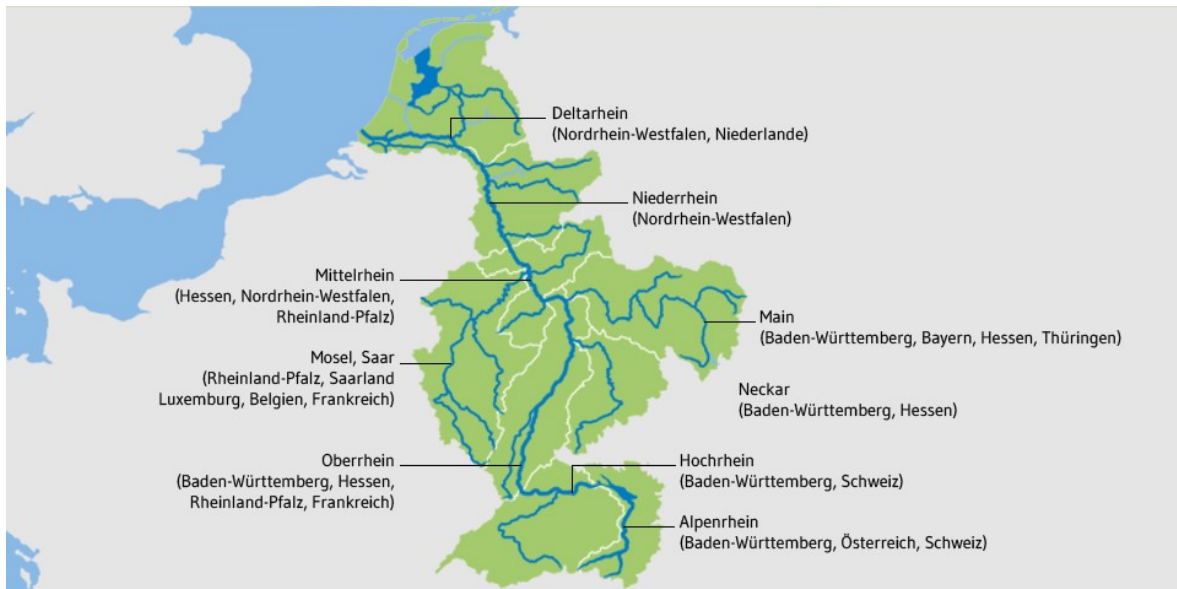 Deltarhein
(Nordrhein-Westfalen, Niederlande)
Niederrhein
(Nordrhein-Westfalen)
Mittelrhein
(Hessen, Nordrhein-Westfalen,
Rheinland-Pfalz)
Main
(Baden-Württemberg, Bayern, Hessen, Thüringen)
Mosel, Saar
(Rheinland-Pfalz, Saarland
Luxemburg, Belgien, Frankreich)
Neckar
(Baden-Württemberg, Hessen)
Oberrhein
(Baden-Württemberg, Hessen,
Rheinland-Pfalz, Frankreich)
Hochrhein
(Baden-Württemberg, Schweiz)
Alpenrhein
(Baden-Württemberg, Österreich, Schweiz)